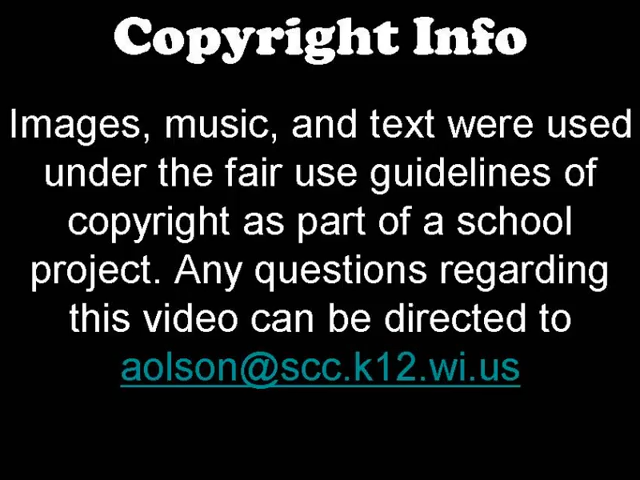 Copyright Info
Images, music, and text were used
under the fair use guidelines of
copyright as part of a school
project. Any questions regarding
this video can be directed to
aolson@scc.k12.wi.us